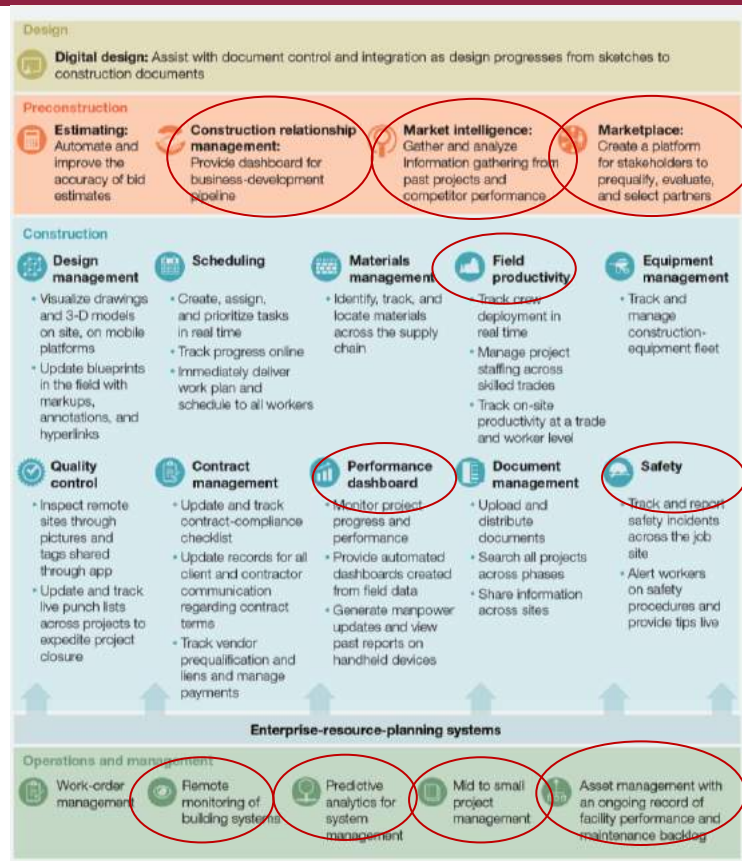 Design
Digital design: Assist with document control and integration as design progresses from sketches to
construction documents
Preconstruction
Estimating:
Automate and
improve the
accuracy of bid
estimates
Construction relationship
management:
Provide dashboard for
business-development
pipeline
Market intelligence:
Gather and analyze
Information gathering from
past projects and
competitor performance
Marketplace:
Create a platform
for stakeholders to
prequalify, evaluate,
and select partners
Construction
Design
management
• Visualize drawings
and 3-D models
on site, on mobile
platforms
• Update blueprints
in the field with
markups,
annotations, and
hyperlinks
Scheduling
• Create, assign,
and prioritize tasks
in real time
• Track progress online
• Immediately deliver
work plan and
schedule to all workers
Materials
management
• Identify, track, and
locate materials
across the supply
chain
Field
productivity
• Track crew
deployment in
real time
• Manage project
staffing across
skilled trades
• Track on-site
productivity at a trade
and worker level
Equipment
management
• Track and
manage
construction-
equipment fleet
Quality
control
• Inspect remote
sites through
pictures and
tags shared
through app
• Update and track
live punch lists
across projects to
expedite project
closure
Contract
management
• Update and track
contract-compliance
checklist
• Update records for all
client and contractor
communication
regarding contract
terms
• Track vendor
prequalification and
liens and manage
payments
Performance
dashboard
• Monitor project
progress and
performance
• Provide automated
dashboards created
from field data
• Generate manpower
updates and view
past reports on
handheld devices
Document
management
• Upload and
distribute
documents
• Search all projects
across phases
• Share information
across sites
Safety
• Track and report
safety incidents
across the job
site
• Alert workers
on safety
procedures and
provide tips live
Enterprise-resource-planning systems
Operations and management
Work-order
management
Remote
monitoring of
building systems
Predictive
analytics for
system
management
Mid to small
project
management
Asset management with
an ongoing record of
facility performance and
maintenance backlog